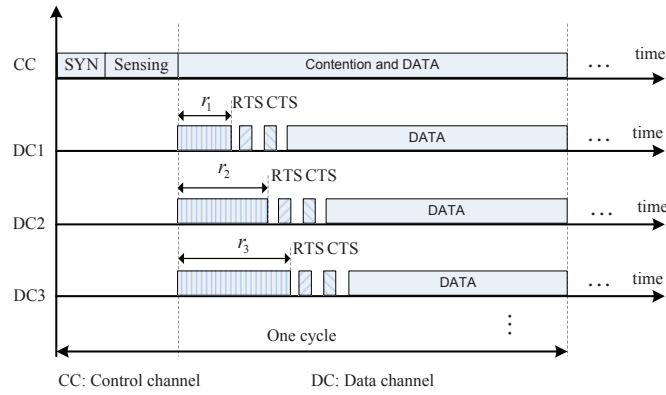 CC SYN Sensing Contention and DATA ... time
r1 RTS CTS
DC1 DATA ... time
r2 RTS CTS
DC2 DATA ... time
r3 RTS CTS
DC3 DATA ... time
One cycle
CC: Control channel DC: Data channel